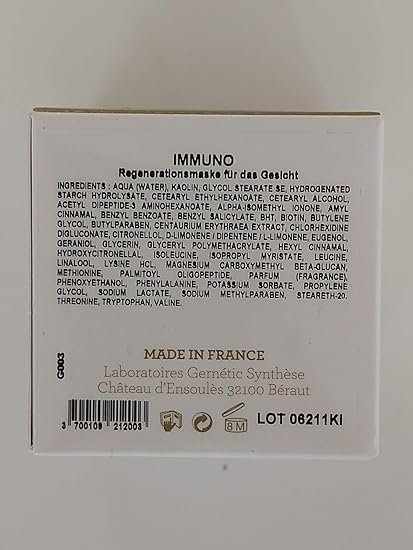 IMMUNO
Regenerationsmaske für das Gesicht
INGREDIENTS : AQUA (WATER), KAOLIN, GLYCOL STEARATE SE, HYDROGENATED
STARCH HYDROLYSATE, CETEARYL ETHYLHEXANOATE, CETEARYL ALCOHOL,
ACETYL DIPEPTIDE-3 AMINOHEXANOATE, ALPHA-ISOMETHYL IONONE, AMYL
CINNAMAL, BENZYL BENZOATE, BENZYL SALICYLATE, BHT, BIOTIN, BUTYLENE
GLYCOL, BUTYLPARABEN, CENTAURIUM ERYTHRAEA EXTRACT, CHLORHEXIDINE
DIGLUCONATE, CITRONELLOL, D-LIMONENE / DIPENTENE / L-LIMONENE, EUGENOL,
GERANIOL, GLYCERIN, GLYCERYL POLYMETHACRYLATE, HEXYL CINNAMAL,
HYDROXYCITRONELLAL, ISOLEUCINE, ISOPROPYL MYRISTATE, LEUCINE,
LINALOOL, LYSINE HCL, MAGNESIUM CARBOXYMETHYL BETA-GLUCAN,
METHIONINE, PALMITOYL OLIGOPEPTIDE, PARFUM (FRAGRANCE),
PHENOXYETHANOL, PHENYLALANINE, POTASSIUM SORBATE, PROPYLENE
GLYCOL, SODIUM LACTATE, SODIUM METHYLPARABEN, STEARETH-20,
THREONINE, TRYPTOPHAN, VALINE.
G003
MADE IN FRANCE
Laboratoires Gernétic Synthèse
Château d'Ensoulès 32100 Béraut
3 700109 212003
8 M
LOT 06211KI